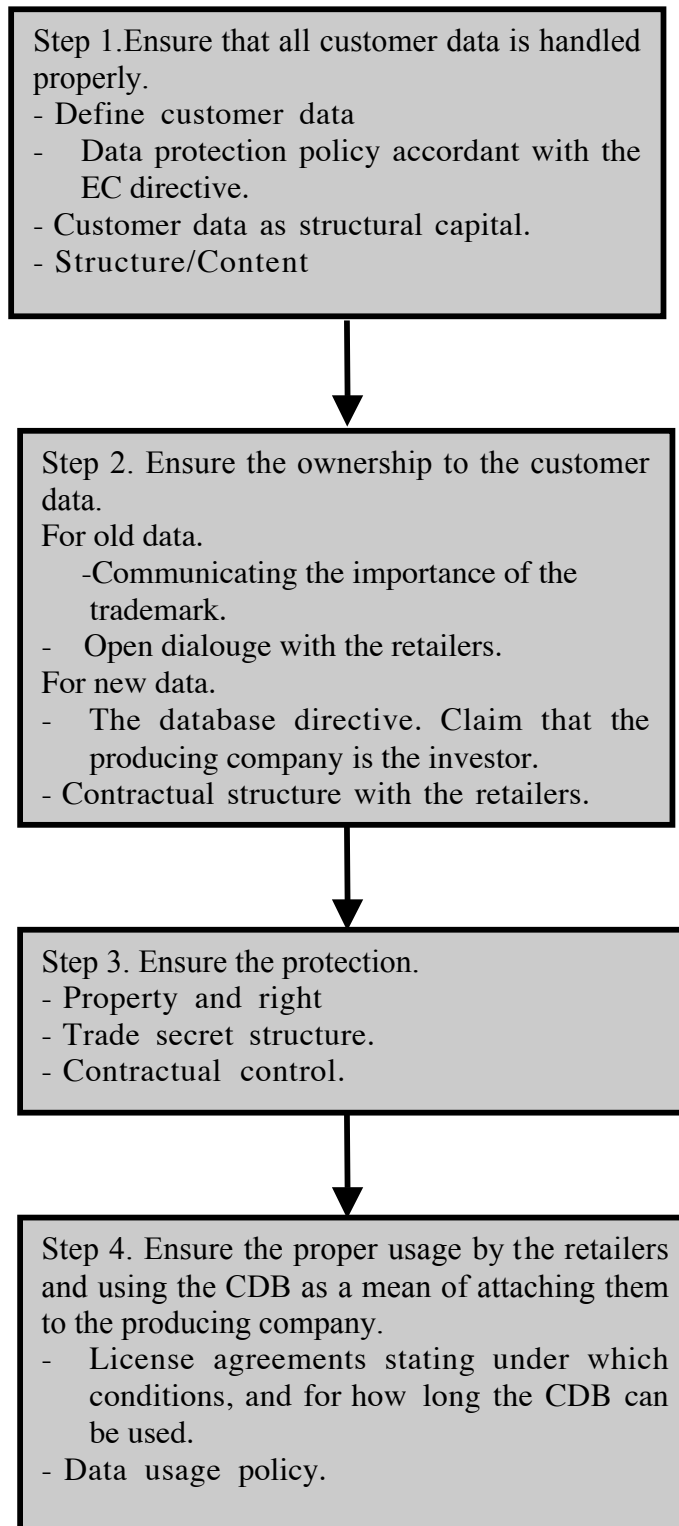 Step 1.Ensure that all customer data is handled
properly.
- Define customer data
- Data protection policy accordant with the
EC directive.
- Customer data as structural capital.
- Structure/Content
Step 2. Ensure the ownership to the customer
data.
For old data.
-Communicating the importance of the
trademark.
- Open dialouge with the retailers.
For new data.
- The database directive. Claim that the
producing company is the investor.
- Contractual structure with the retailers.
Step 3. Ensure the protection.
- Property and right
- Trade secret structure.
- Contractual control.
Step 4. Ensure the proper usage by the retailers
and using the CDB as a mean of attaching them
to the producing company.
- License agreements stating under which
conditions, and for how long the CDB can
be used.
- Data usage policy.